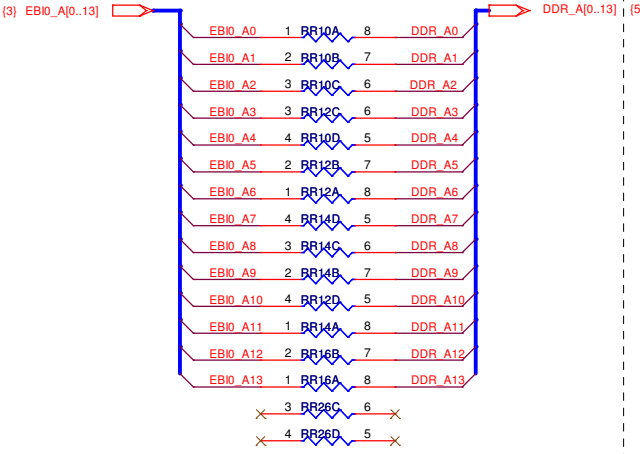 {3} EBI0_A[0..13] DDR_A[0..13] {5
EBI0_A0 1 RR10A 8 DDR_A0
EBI0_A1 2 RR10B 7 DDR_A1
EBI0_A2 3 RR10C 6 DDR_A2
EBI0_A3 3 RR12C 6 DDR_A3
EBI0_A4 4 RR10D 5 DDR_A4
EBI0_A5 2 RR12B 7 DDR_A5
EBI0_A6 1 RR12A 8 DDR_A6
EBI0_A7 4 RR14D 5 DDR_A7
EBI0_A8 3 RR14C 6 DDR_A8
EBI0_A9 2 RR14B 7 DDR_A9
EBI0_A10 4 RR12D 5 DDR_A10
EBI0_A11 1 RR14A 8 DDR_A11
EBI0_A12 2 RR16B 7 DDR_A12
EBI0_A13 1 RR16A 8 DDR_A13
3 RR26C 6
4 RR26D 5